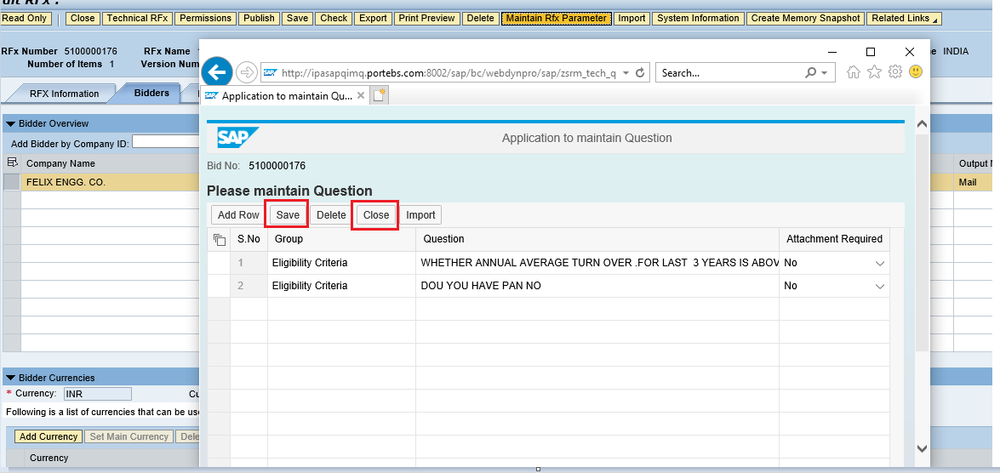 dit RFx :
Read Only Close Technical RFx Permissions Publish Save Check Export Print Preview Delete Maintain Rfx Parameter Import System Information Create Memory Snapshot Related Links
RFx Number 5100000176 RFx Name INDIA
Number of Items 1 Version Num
RFX Information Bidders
Bidder Overview
Add Bidder by Company ID:
Company Name Output
FELIX ENGG. CO. Mail
Bidder Currencies
* Currency: INR Cu
Following is a list of currencies that can be use
Add Currency Set Main Currency Dele
Currency
http://ipasapqimq.portebs.com:8002/sap/bc/webdynpro/sap/zsrm_tech_q Search...
SAP Application to maintain Qu...
SAP Application to maintain Question
Bid No: 5100000176
Please maintain Question
Add Row Save Delete Close Import
S.No Group Question Attachment Required
1 Eligibility Criteria WHETHER ANNUAL AVERAGE TURN OVER .FOR LAST 3 YEARS IS ABOV No
2 Eligibility Criteria DOU YOU HAVE PAN NO No